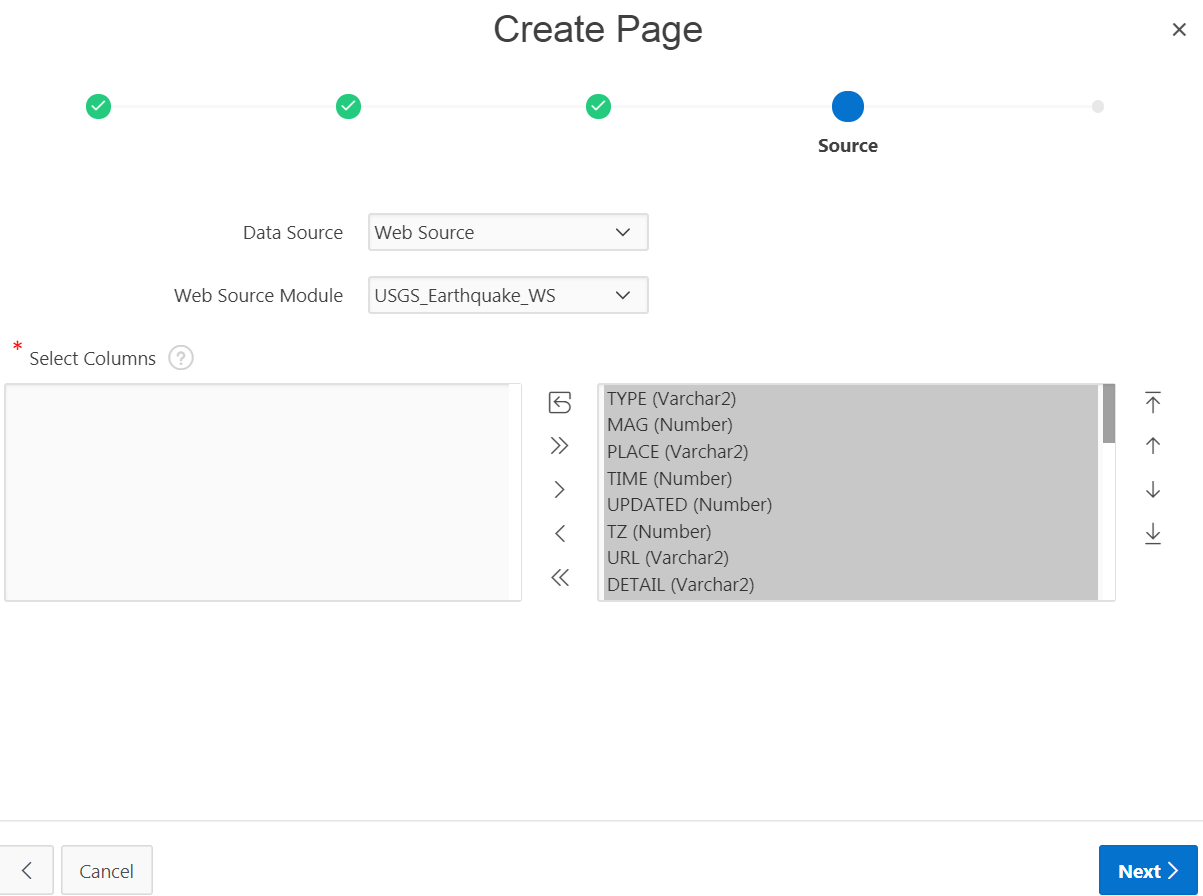 Create Page
Source
Data Source
Web Source
Web Source Module
USGS_Earthquake_WS
* Select Columns ?
TYPE (Varchar2)
MAG (Number)
PLACE (Varchar2)
TIME (Number)
UPDATED (Number)
TZ (Number)
URL (Varchar2)
DETAIL (Varchar2)
Cancel
Next